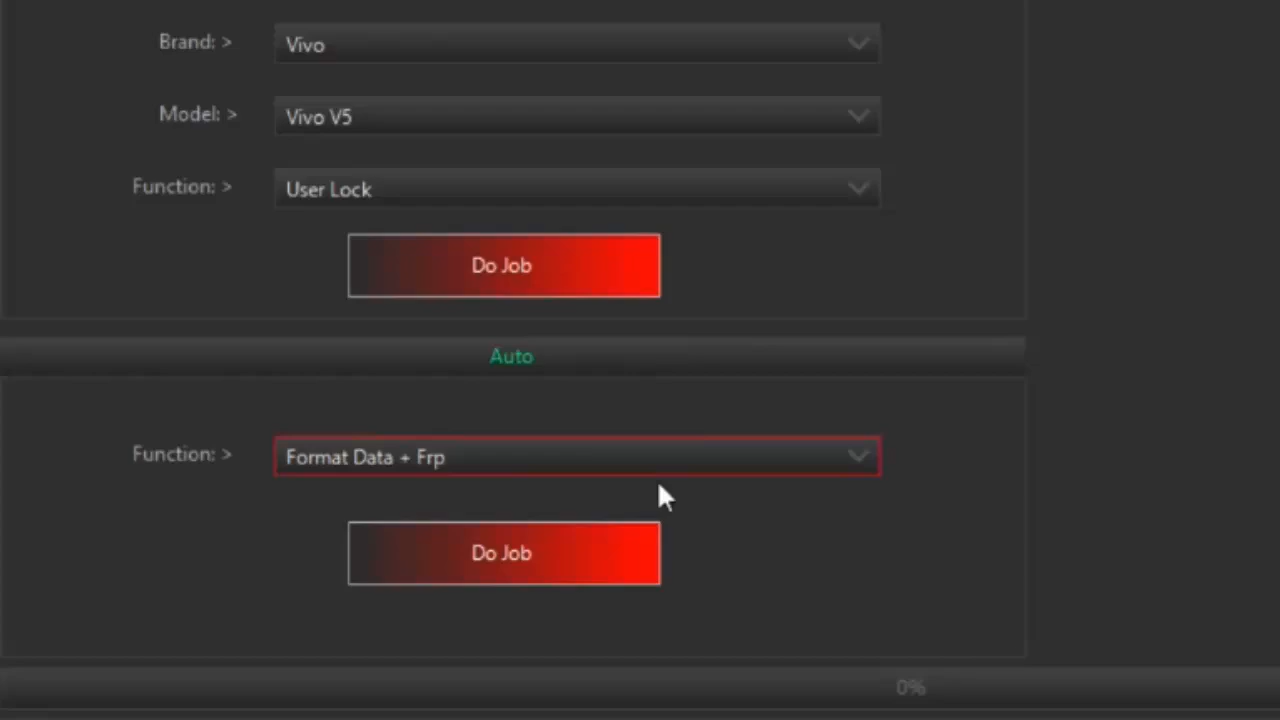 Brand: > Vivo
Model: > Vivo V5
Function: > User Lock
Do Job
Auto
Function: > Format Data + Frp
Do Job
0%